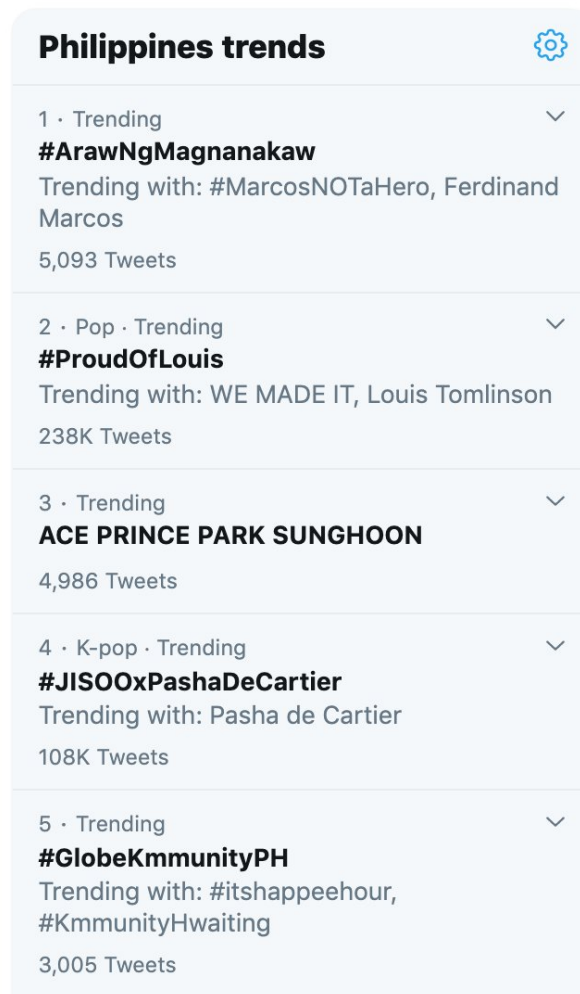 Philippines trends
1 · Trending
#ArawNgMagnanakaw
Trending with: #MarcosNOTaHero, Ferdinand
Marcos
5,093 Tweets
2 · Pop · Trending
#ProudOfLouis
Trending with: WE MADE IT, Louis Tomlinson
238K Tweets
3 · Trending
ACE PRINCE PARK SUNGHOON
4,986 Tweets
4 · K-pop · Trending
#JISOOxPashaDeCartier
Trending with: Pasha de Cartier
108K Tweets
5 · Trending
#GlobeKmmunityPH
Trending with: #itshappeehour,
#KmmunityHwaiting
3,005 Tweets